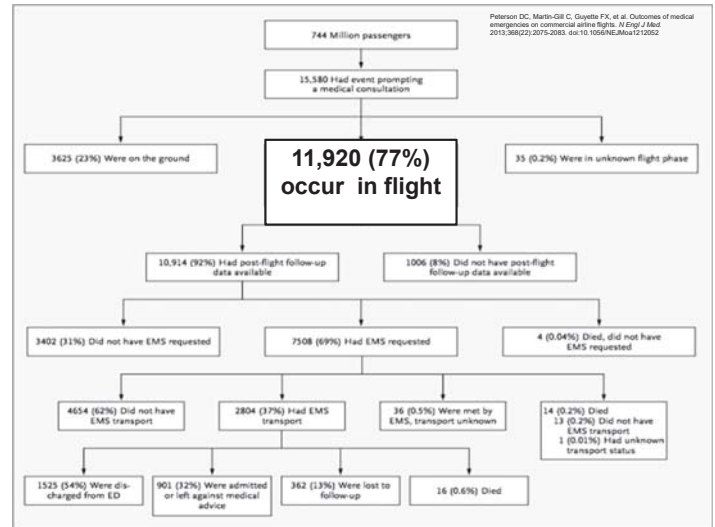 Peterson DC, Martin-Gill C, Guyette FX, et al. Outcomes of medical
emergencies on commercial airline flights. N Engl J Med.
2013;368(22):2075-2083. doi:10.1056/NEJMoa1212052
744 Million passengers
15,580 Had event prompting
a medical consultation
3625 (23%) Were on the ground
11,920 (77%)
occur in flight
35 (0.2%) Were in unknown flight phase
10,914 (92%) Had post-flight follow-up
data available
1006 (8%) Did not have post-flight
follow-up data available
3402 (31%) Did not have EMS requested
7508 (69%) Had EMS requested
4 (0.04%) Died, did not have
EMS requested
4654 (62%) Did not have
EMS transport
2804 (37%) Had EMS
transport
36 (0.5%) Were met by
EMS, transport unknown
14 (0.2%) Died
13 (0.2%) Did not have
EMS transport
1 (0.01%) Had unknown
transport status
1525 (54%) Were dis-
charged from ED
901 (32%) Were admitted
or left against medical
advice
362 (13%) Were lost to
follow-up
16 (0.6%) Died